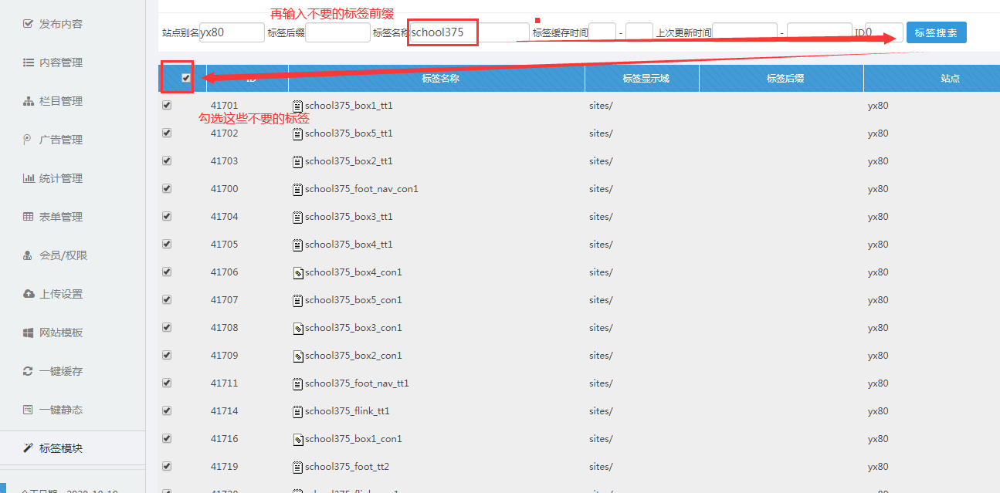 发布内容
内容管理
栏目管理
广告管理
统计管理
表单管理
会员/权限
上传设置
网站模板
一键缓存
一键静态
标签模块
再输入不要的标签前缀
站点别名 yx80 标签后缀 标签名称 school375 标签缓存时间 - 上次更新时间 - ID 0 标签搜索
ID 标签名称 标签显示域 标签后缀 站点
41701 school375_box1_tt1 sites/ yx80
勾选这些不要的标签
41702 school375_box5_tt1 sites/ yx80
41703 school375_box2_tt1 sites/ yx80
41700 school375_foot_nav_con1 sites/ yx80
41704 school375_box3_tt1 sites/ yx80
41705 school375_box4_tt1 sites/ yx80
41706 school375_box4_con1 sites/ yx80
41707 school375_box5_con1 sites/ yx80
41708 school375_box3_con1 sites/ yx80
41709 school375_box2_con1 sites/ yx80
41711 school375_foot_nav_tt1 sites/ yx80
41714 school375_flink_tt1 sites/ yx80
41716 school375_box1_con1 sites/ yx80
41719 school375_foot_tt2 sites/ yx80